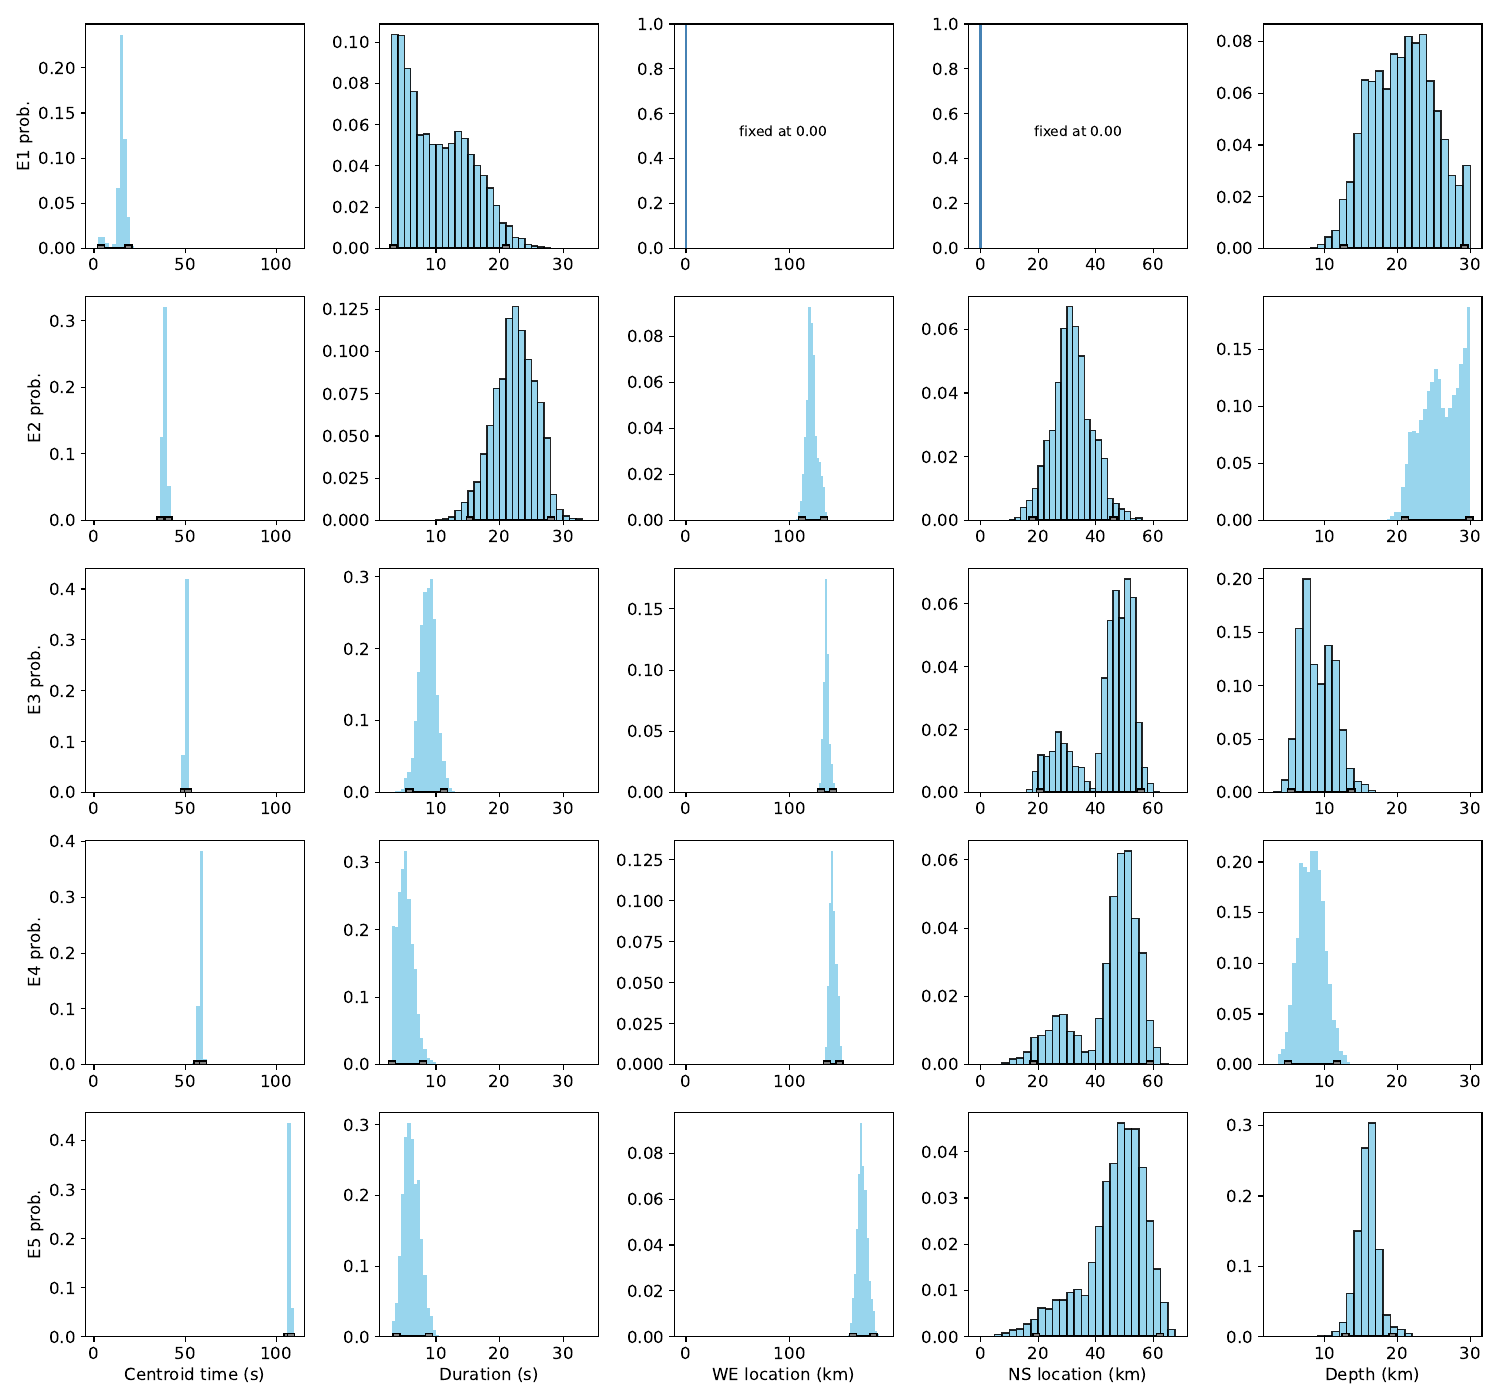 E1 prob.
0.00 0.05 0.10 0.15 0.20
0 50 100
0.00 0.02 0.04 0.06 0.08 0.10
10 20 30
0.0 0.2 0.4 0.6 0.8 1.0
fixed at 0.00
0 100
0.0 0.2 0.4 0.6 0.8 1.0
fixed at 0.00
0 20 40 60
0.00 0.02 0.04 0.06 0.08
10 20 30
E2 prob.
0.0 0.1 0.2 0.3
0 50 100
0.000 0.025 0.050 0.075 0.100 0.125
10 20 30
0.00 0.02 0.04 0.06 0.08
0 100
0.00 0.02 0.04 0.06
0 20 40 60
0.00 0.05 0.10 0.15
10 20 30
E3 prob.
0.0 0.1 0.2 0.3 0.4
0 50 100
0.0 0.1 0.2 0.3
10 20 30
0.00 0.05 0.10 0.15
0 100
0.00 0.02 0.04 0.06
0 20 40 60
0.00 0.05 0.10 0.15 0.20
10 20 30
E4 prob.
0.0 0.1 0.2 0.3 0.4
0 50 100
0.0 0.1 0.2 0.3
10 20 30
0.000 0.025 0.050 0.075 0.100 0.125
0 100
0.00 0.02 0.04 0.06
0 20 40 60
0.00 0.05 0.10 0.15 0.20
10 20 30
E5 prob.
0.0 0.1 0.2 0.3 0.4
0 50 100
Centroid time (s)
0.0 0.1 0.2 0.3
10 20 30
Duration (s)
0.00 0.02 0.04 0.06 0.08
0 100
WE location (km)
0.00 0.01 0.02 0.03 0.04
0 20 40 60
NS location (km)
0.0 0.1 0.2 0.3
10 20 30
Depth (km)